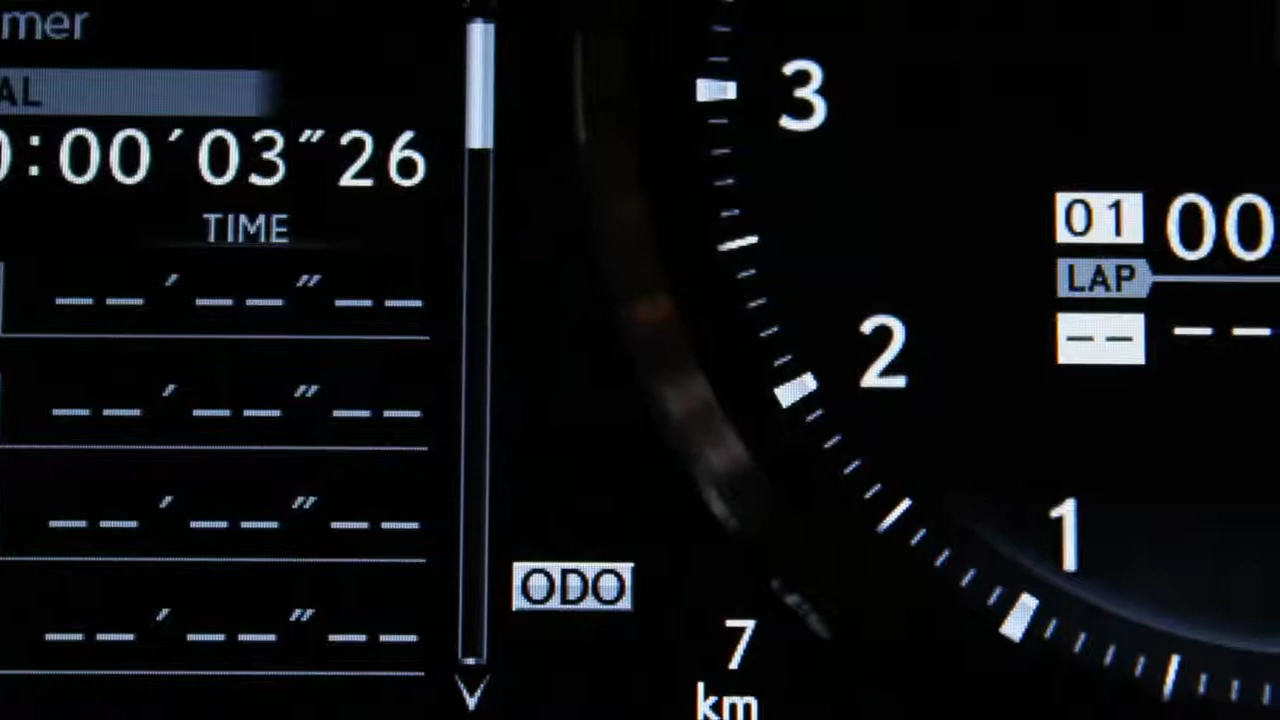 mer
AL
0:00′03″26
TIME
--′--″--
--′--″--
--′--″--
--′--″--
ODO
7
km
3
2
1
01 00
LAP
-- --